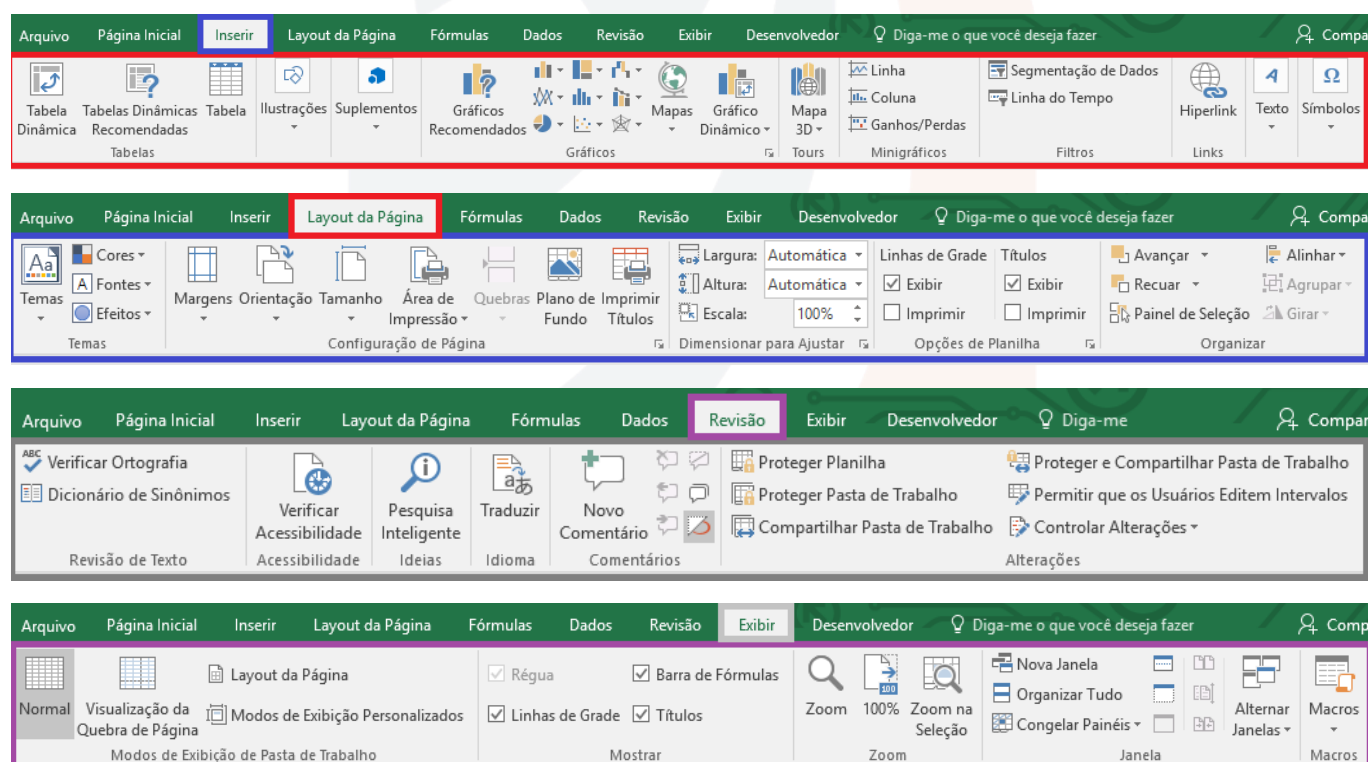 Arquivo Página Inicial Inserir Layout da Página Fórmulas Dados Revisão Exibir Desenvolvedor Diga-me o que você deseja fazer Compa
Tabela Dinâmica
Tabelas Dinâmicas Recomendadas
Tabela
Ilustrações
Suplementos
Gráficos Recomendados
Mapas
Gráfico Dinâmico
Mapa 3D
Linha
Coluna
Ganhos/Perdas
Segmentação de Dados
Linha do Tempo
Hiperlink
Texto
Símbolos
Tabelas Gráficos Tours Minigráficos Filtros Links
Arquivo Página Inicial Inserir Layout da Página Fórmulas Dados Revisão Exibir Desenvolvedor Diga-me o que você deseja fazer Compa
Aa
Temas
Cores
A Fontes
Efeitos
Margens
Orientação
Tamanho
Área de Impressão
Quebras
Plano de Fundo
Imprimir Títulos
Largura: Automática
Altura: Automática
Escala: 100%
Linhas de Grade
Exibir
Imprimir
Títulos
Exibir
Imprimir
Avançar
Recuar
Painel de Seleção
Alinhar
Agrupar
Girar
Temas Configuração de Página Dimensionar para Ajustar Opções de Planilha Organizar
Arquivo Página Inicial Inserir Layout da Página Fórmulas Dados Revisão Exibir Desenvolvedor Diga-me Compar
ABC Verificar Ortografia
Dicionário de Sinônimos
Verificar Acessibilidade
Pesquisa Inteligente
Traduzir
Novo Comentário
Proteger Planilha
Proteger Pasta de Trabalho
Compartilhar Pasta de Trabalho
Proteger e Compartilhar Pasta de Trabalho
Permitir que os Usuários Editem Intervalos
Controlar Alterações
Revisão de Texto Acessibilidade Ideias Idioma Comentários Alterações
Arquivo Página Inicial Inserir Layout da Página Fórmulas Dados Revisão Exibir Desenvolvedor Diga-me o que você deseja fazer Comp
Normal
Visualização da Quebra de Página
Layout da Página
Modos de Exibição Personalizados
Régua
Linhas de Grade
Barra de Fórmulas
Títulos
Zoom
100
100%
Zoom na Seleção
Nova Janela
Organizar Tudo
Congelar Painéis
Alternar Janelas
Macros
Modos de Exibição de Pasta de Trabalho Mostrar Zoom Janela Macros